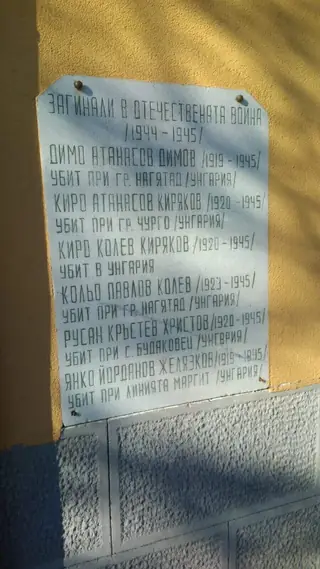 ЗАГИНАЛИ В ОТЕЧЕСТВЕНАТА ВОЙНА
/1944 - 1945/
ДИМО АТАНАСОВ ДИМОВ /1919 - 1945/
УБИТ ПРИ ГР. НАГЯТАД /УНГАРИЯ/
КИРО АТАНАСОВ КИРЯКОВ /1920 - 1945/
УБИТ ПРИ ГР. ЧУРГО /УНГАРИЯ/
КИРО КОЛЕВ КИРЯКОВ /1920 - 1945/
УБИТ В УНГАРИЯ
КОЛЬО ПАВЛОВ КОЛЕВ /1923 - 1945/
УБИТ ПРИ ГР. НАГЯТАД /УНГАРИЯ/
РУСАН КРЪСТЕВ ХРИСТОВ /1920 - 1945/
УБИТ ПРИ С. БУДАКОВЕЦ /УНГАРИЯ/
ЯНКО ЙОРДАНОВ ЖЕЛЯЗКОВ /1919 - 1945/
УБИТ ПРИ ЛИНИЯТА МАРГИТ /УНГАРИЯ/